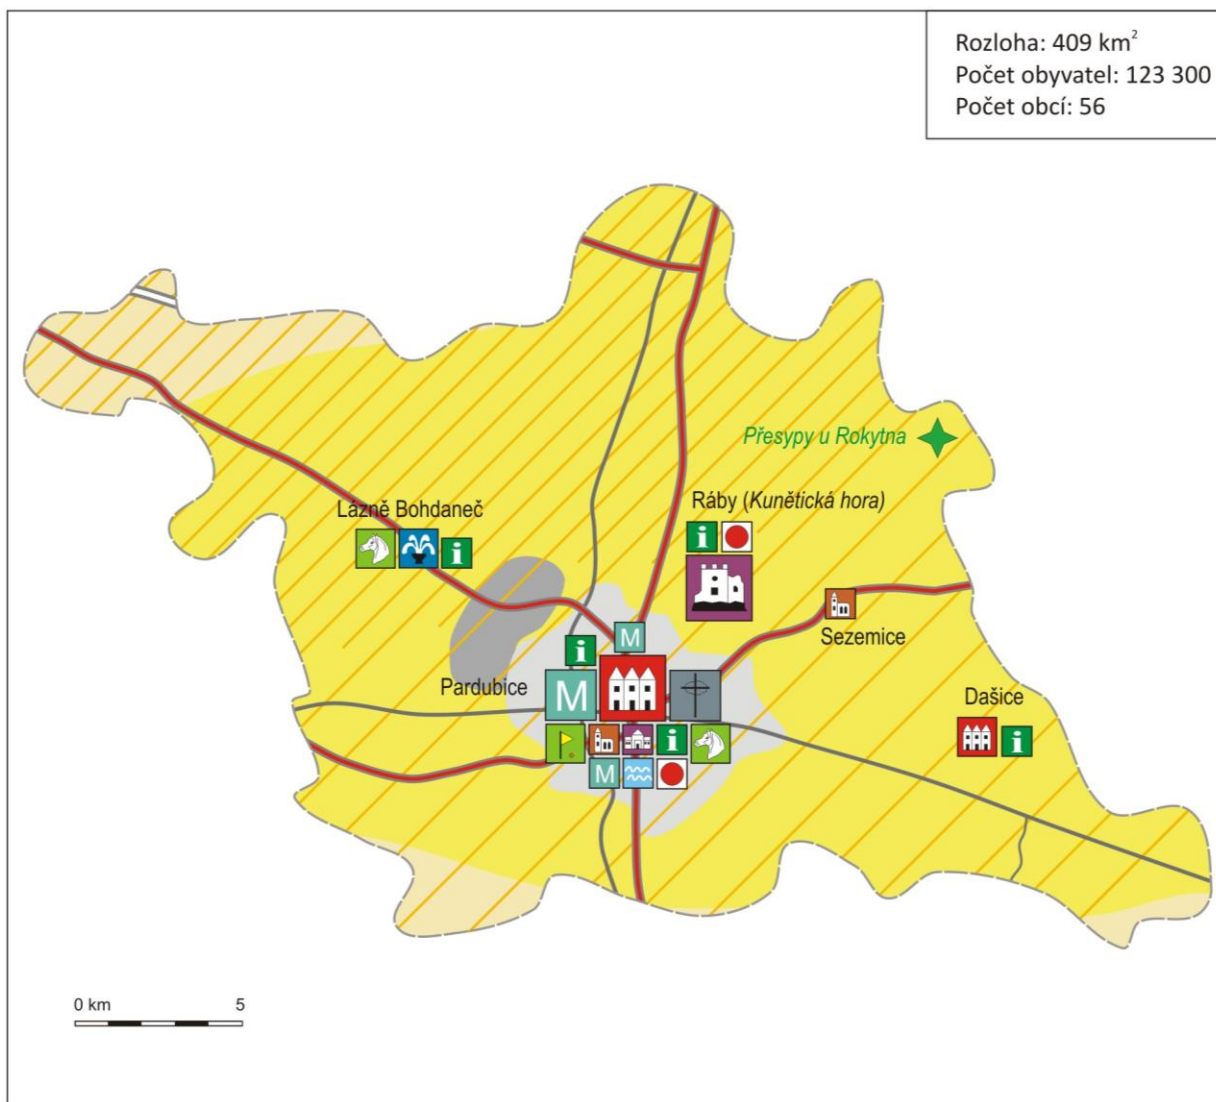 Rozloha: 409 km²
Počet obyvatel: 123 300
Počet obcí: 56
Přesypy u Rokytna
Ráby (Kunětická hora)
Lázně Bohdaneč
i
i
M
Sezemice
i
Pardubice
M
Dašice
i
i
M
0 km 5